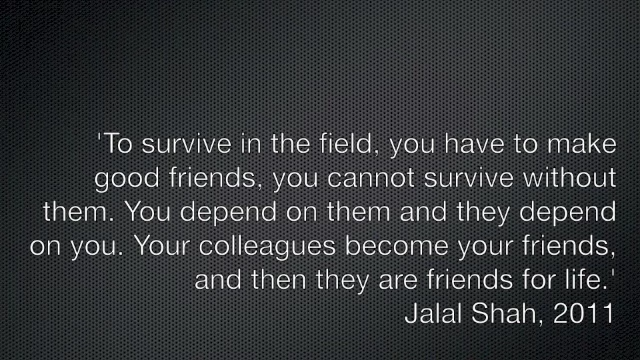 'To survive in the field, you have to make
good friends, you cannot survive without
them. You depend on them and they depend
on you. Your colleagues become your friends,
and then they are friends for life.'
Jalal Shah, 2011